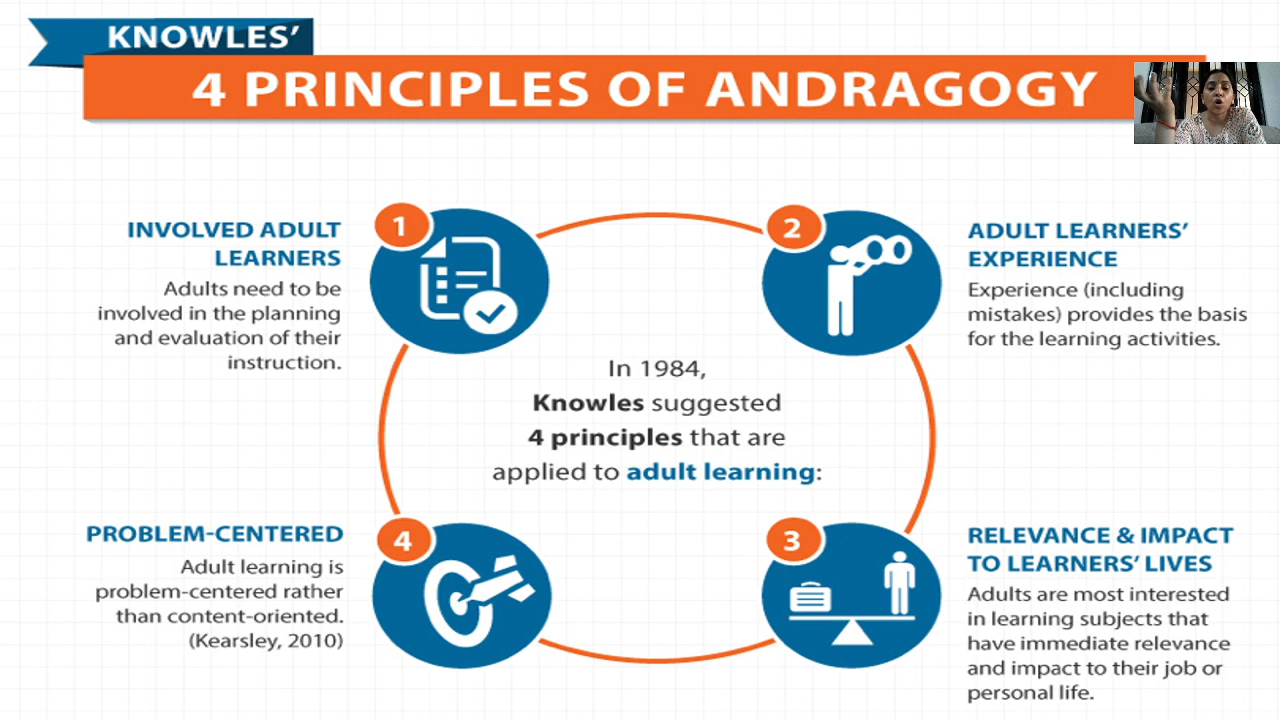 KNOWLES'
4 PRINCIPLES OF ANDRAGOGY
1
INVOLVED ADULT
LEARNERS
Adults need to be
involved in the planning
and evaluation of their
instruction.
2
ADULT LEARNERS'
EXPERIENCE
Experience (including
mistakes) provides the basis
for the learning activities.
In 1984,
Knowles suggested
4 principles that are
applied to adult learning:
3
RELEVANCE & IMPACT
TO LEARNERS' LIVES
Adults are most interested
in learning subjects that
have immediate relevance
and impact to their job or
personal life.
4
PROBLEM-CENTERED
Adult learning is
problem-centered rather
than content-oriented.
(Kearsley, 2010)